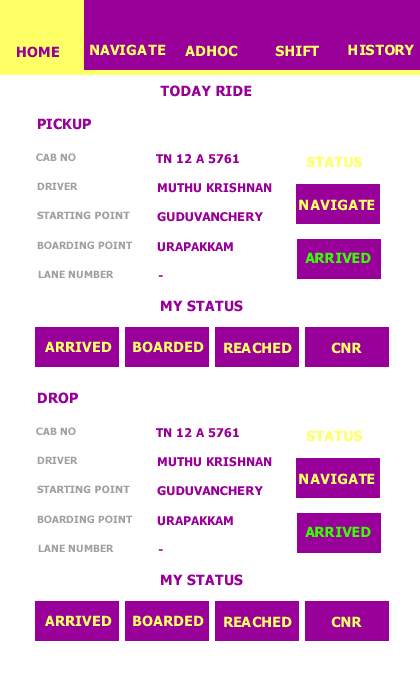 HOME NAVIGATE ADHOC SHIFT HISTORY
TODAY RIDE
PICKUP
CAB NO TN 12 A 5761 STATUS
DRIVER MUTHU KRISHNAN
NAVIGATE
STARTING POINT GUDUVANCHERY
BOARDING POINT URAPAKKAM
ARRIVED
LANE NUMBER -
MY STATUS
ARRIVED BOARDED REACHED CNR
DROP
CAB NO TN 12 A 5761 STATUS
DRIVER MUTHU KRISHNAN
NAVIGATE
STARTING POINT GUDUVANCHERY
BOARDING POINT URAPAKKAM
ARRIVED
LANE NUMBER -
MY STATUS
ARRIVED BOARDED REACHED CNR